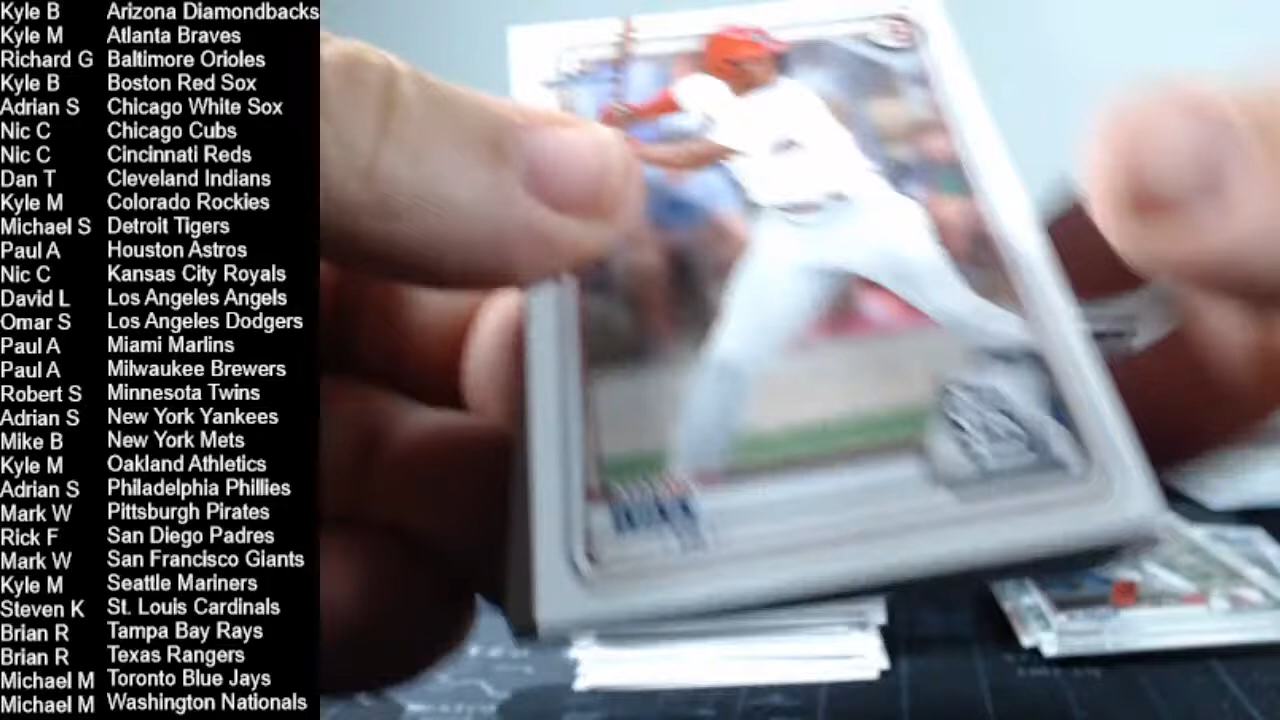 Kyle B Arizona Diamondbacks
Kyle M Atlanta Braves
Richard G Baltimore Orioles
Kyle B Boston Red Sox
Adrian S Chicago White Sox
Nic C Chicago Cubs
Nic C Cincinnati Reds
Dan T Cleveland Indians
Kyle M Colorado Rockies
Michael S Detroit Tigers
Paul A Houston Astros
Nic C Kansas City Royals
David L Los Angeles Angels
Omar S Los Angeles Dodgers
Paul A Miami Marlins
Paul A Milwaukee Brewers
Robert S Minnesota Twins
Adrian S New York Yankees
Mike B New York Mets
Kyle M Oakland Athletics
Adrian S Philadelphia Phillies
Mark W Pittsburgh Pirates
Rick F San Diego Padres
Mark W San Francisco Giants
Kyle M Seattle Mariners
Steven K St. Louis Cardinals
Brian R Tampa Bay Rays
Brian R Texas Rangers
Michael M Toronto Blue Jays
Michael M Washington Nationals